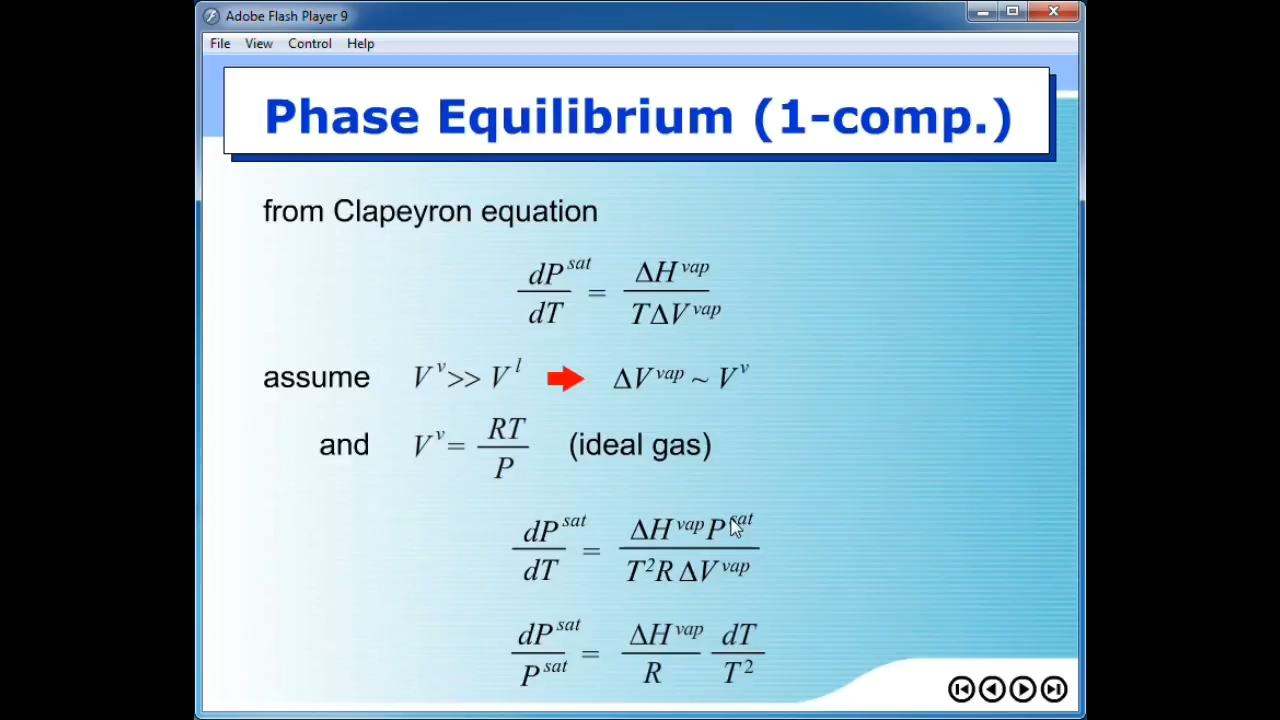 Adobe Flash Player 9
File View Control Help
Phase Equilibrium (1-comp.)
from Clapeyron equation
dP^sat / dT = ΔH^vap / TΔV^vap
assume V^v >> V^l ➡ ΔV^vap ~ V^v
and V^v = RT / P (ideal gas)
dP^sat / dT = ΔH^vap P^sat / T^2 R ΔV^vap
dP^sat / P^sat = ΔH^vap / R dT / T^2